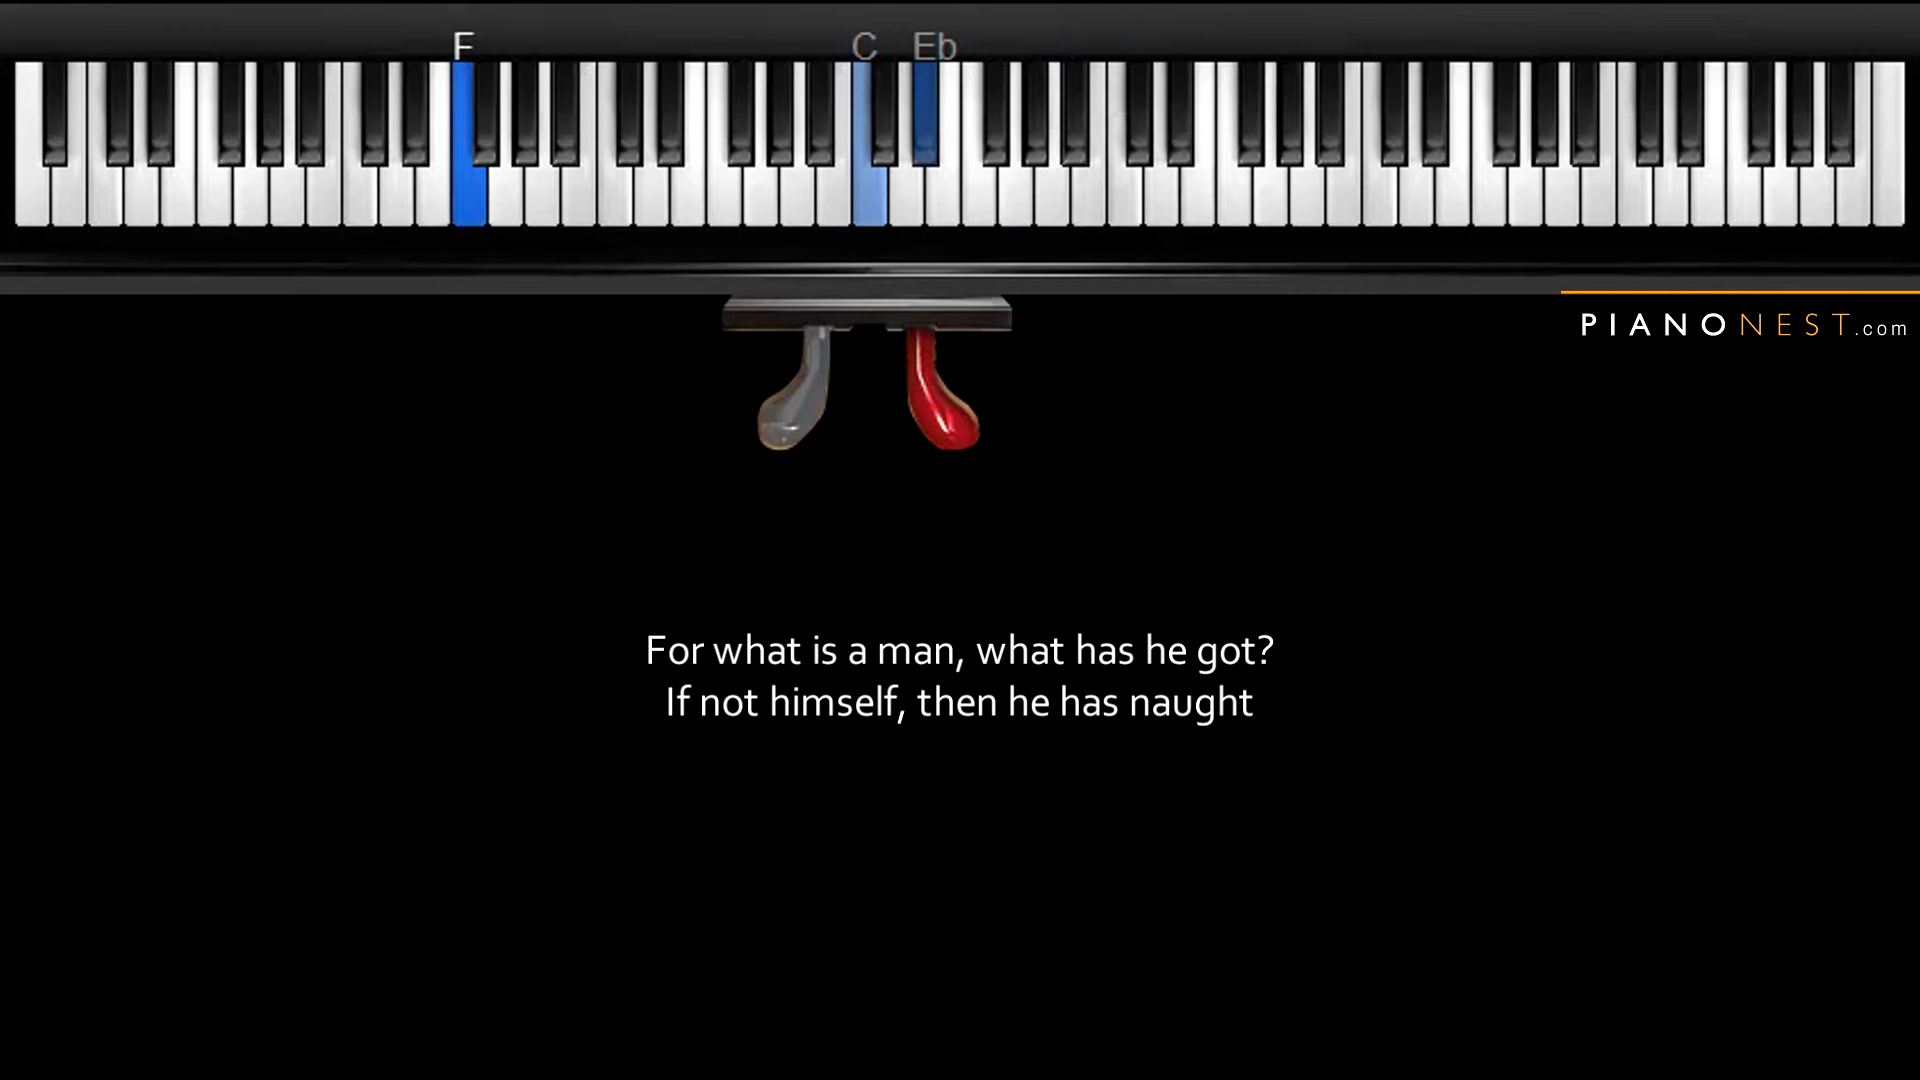 F C Eb
PIANONEST.com
For what is a man, what has he got?
If not himself, then he has naught